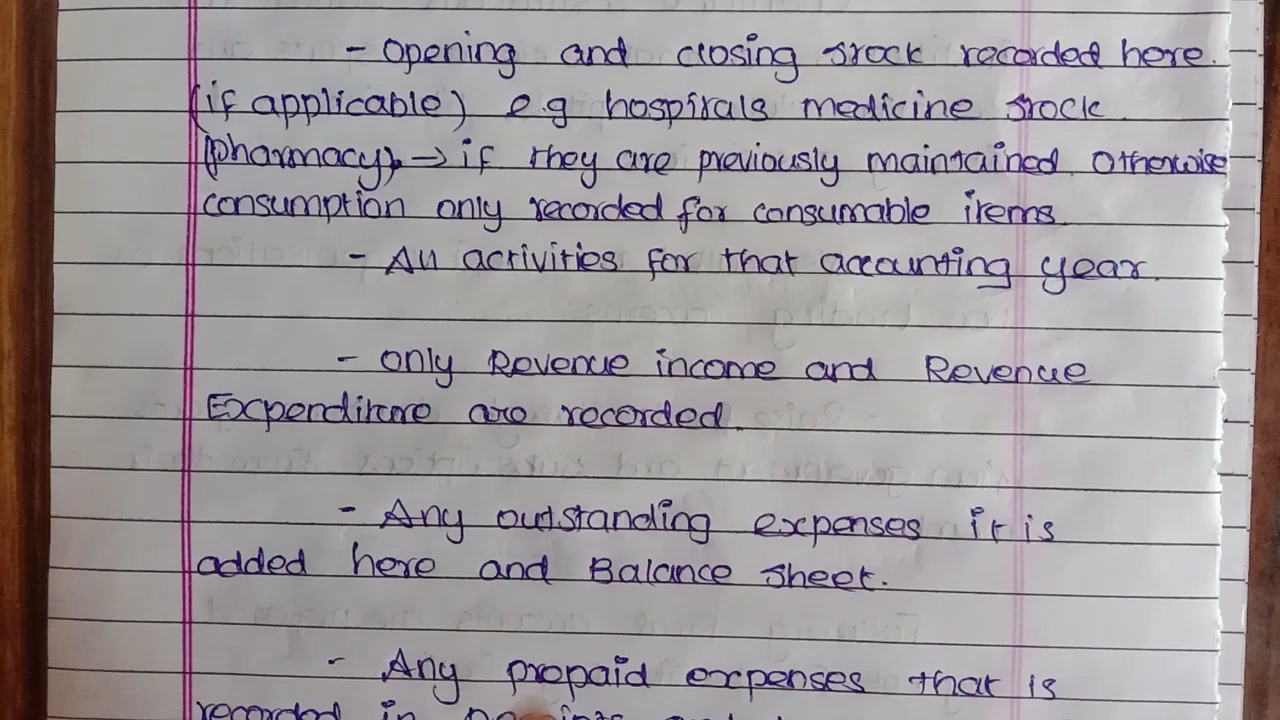 - Opening and closing stock recorded here.
(if applicable) e.g hospitals medicine stock
(pharmacy) → if they are previously maintained. Otherwise
consumption only recorded for consumable items.
- All activities for that accounting year.
- Only Revenue income and Revenue
Expenditure are recorded.
- Any outstanding expenses it is
added here and Balance sheet.
- Any prepaid expenses that is
recorded in